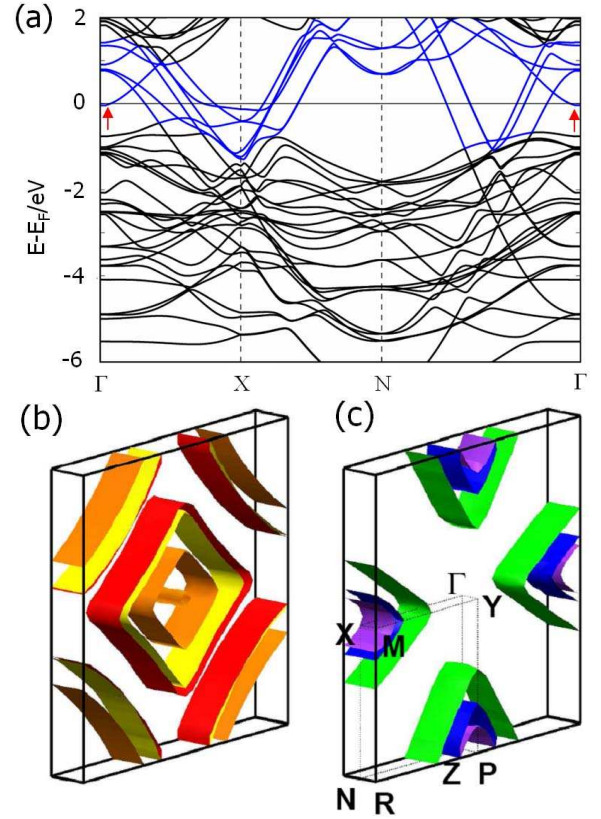 (a)
2
0
-2
-4
-6
E-E_F/eV
Γ X N Γ
(b) (c)
Γ
Y
X
M
Z P
N R